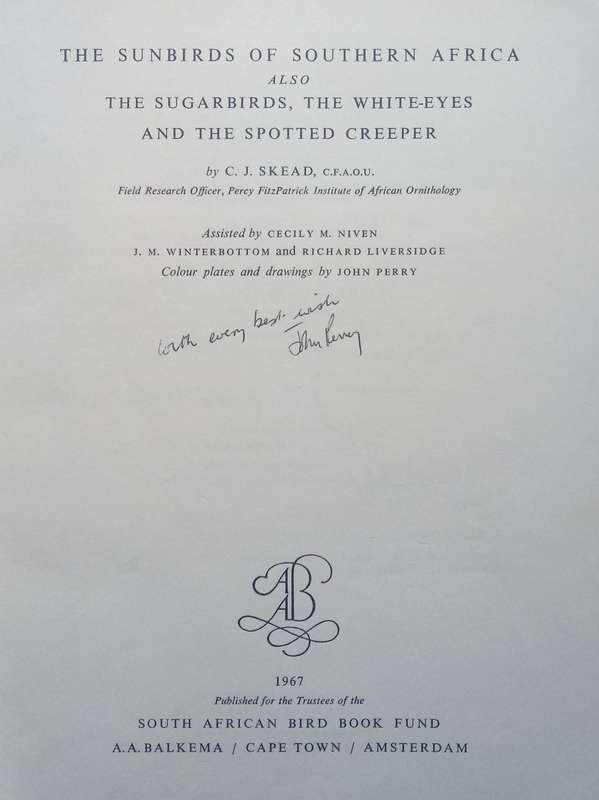 THE SUNBIRDS OF SOUTHERN AFRICA
ALSO
THE SUGARBIRDS, THE WHITE-EYES
AND THE SPOTTED CREEPER
by C. J. SKEAD, C.F.A.O.U.
Field Research Officer, Percy FitzPatrick Institute of African Ornithology
Assisted by CECILY M. NIVEN
J. M. WINTERBOTTOM and RICHARD LIVERSIDGE
Colour plates and drawings by JOHN PERRY
with every best wish
John Perry
AAB
1967
Published for the Trustees of the
SOUTH AFRICAN BIRD BOOK FUND
A.A.BALKEMA / CAPE TOWN / AMSTERDAM